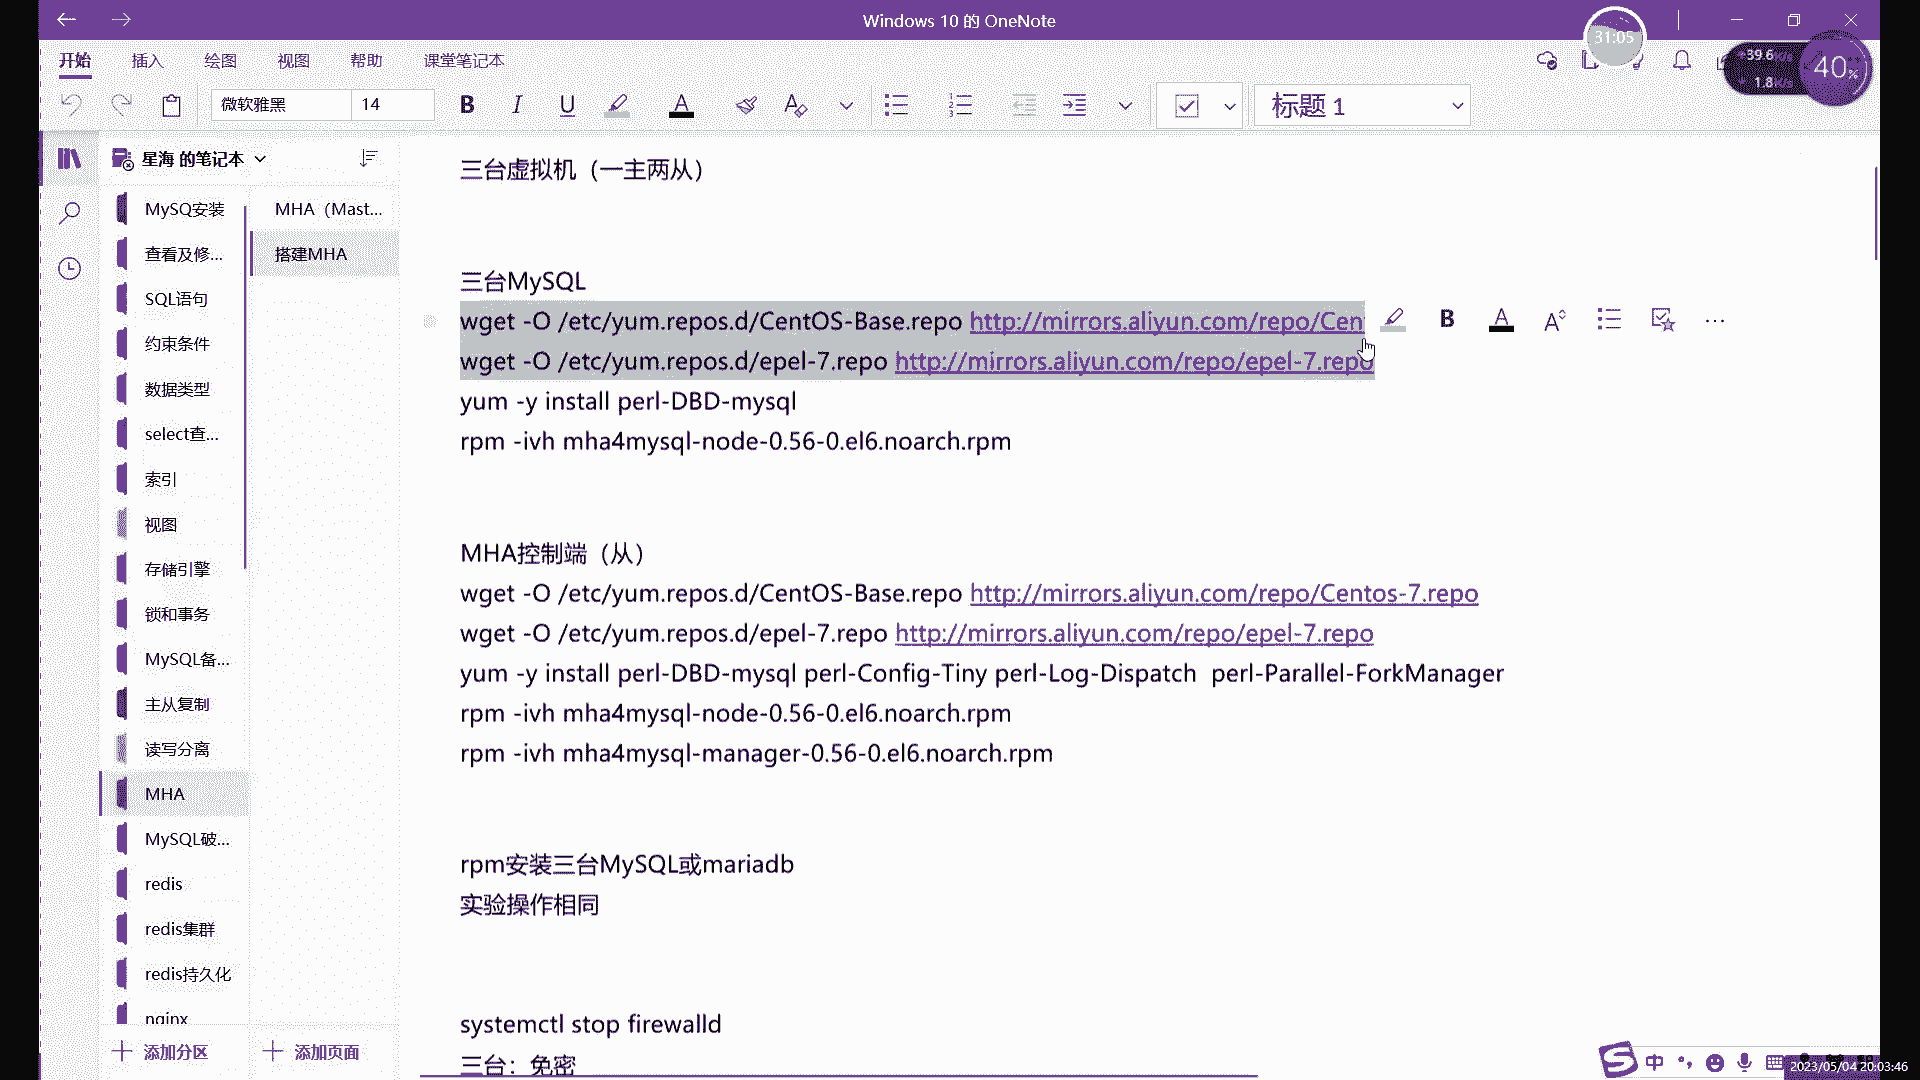 Windows 10 的 OneNote
31:05
开始
插入
绘图
视图
帮助
课堂笔记本
39.6
1.8
40%
微软雅黑
14
B
I
U
A
标题 1
星海 的笔记本
MySQ安装
查看及修...
SQL语句
约束条件
数据类型
select查...
索引
视图
存储引擎
锁和事务
MySQL备...
主从复制
读写分离
MHA
MySQL破...
redis
redis集群
redis持久化
nginx
添加分区
MHA（Mast...
搭建MHA
添加页面
三台虚拟机（一主两从）
三台MySQL
wget -O /etc/yum.repos.d/CentOS-Base.repo http://mirrors.aliyun.com/repo/Cen
wget -O /etc/yum.repos.d/epel-7.repo http://mirrors.aliyun.com/repo/epel-7.repo
yum -y install perl-DBD-mysql
rpm -ivh mha4mysql-node-0.56-0.el6.noarch.rpm
MHA控制端（从）
wget -O /etc/yum.repos.d/CentOS-Base.repo http://mirrors.aliyun.com/repo/Centos-7.repo
wget -O /etc/yum.repos.d/epel-7.repo http://mirrors.aliyun.com/repo/epel-7.repo
yum -y install perl-DBD-mysql perl-Config-Tiny perl-Log-Dispatch  perl-Parallel-ForkManager
rpm -ivh mha4mysql-node-0.56-0.el6.noarch.rpm
rpm -ivh mha4mysql-manager-0.56-0.el6.noarch.rpm
rpm安装三台MySQL或mariadb
实验操作相同
systemctl stop firewalld
三台：免密
中
2023/05/04 20:03:46